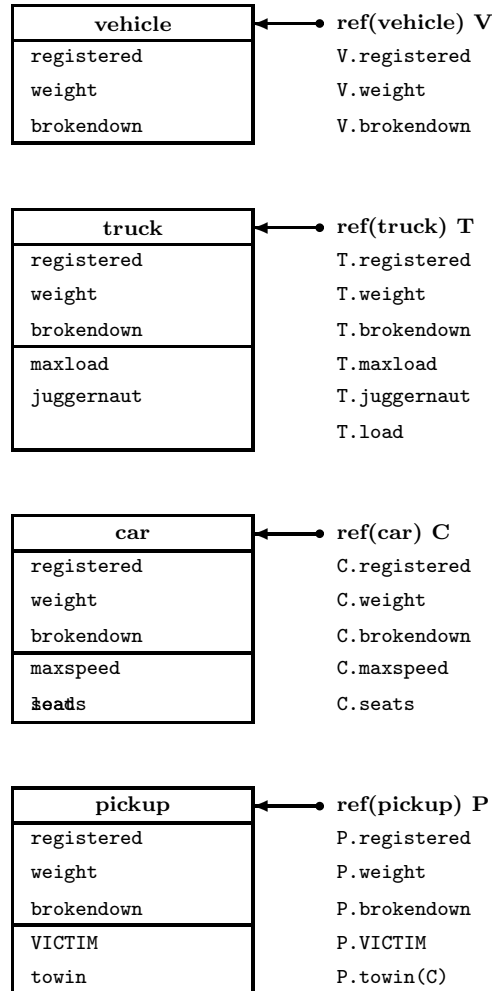 vehicle ref(vehicle) V
registered V.registered
weight V.weight
brokendown V.brokendown
truck ref(truck) T
registered T.registered
weight T.weight
brokendown T.brokendown
maxload T.maxload
juggernaut T.juggernaut
T.load
car ref(car) C
registered C.registered
weight C.weight
brokendown C.brokendown
maxspeed C.maxspeed
C.seats
pickup ref(pickup) P
registered P.registered
weight P.weight
brokendown P.brokendown
VICTIM P.VICTIM
towin P.towin(C)